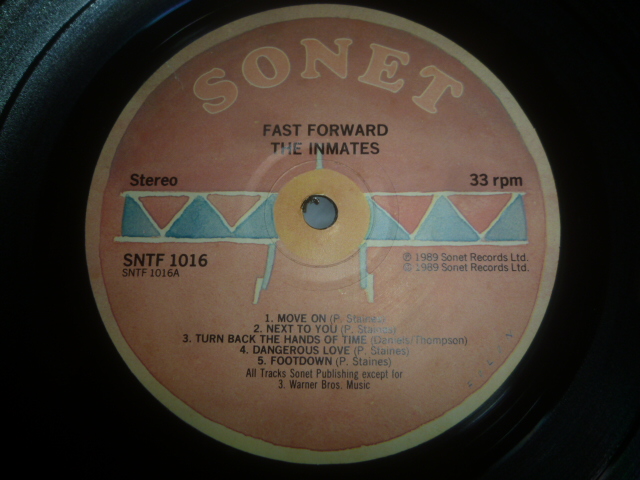 SONET
FAST FORWARD
THE INMATES
Stereo
33 rpm
SNTF 1016
SNTF 1016A
℗ 1989 Sonet Records Ltd.
© 1989 Sonet Records Ltd.
1. MOVE ON (P. Staines)
2. NEXT TO YOU (P. Staines)
3. TURN BACK THE HANDS OF TIME (Daniels/Thompson)
4. DANGEROUS LOVE (P. Staines)
5. FOOTDOWN (P. Staines)
All Tracks Sonet Publishing except for
3. Warner Bros. Music